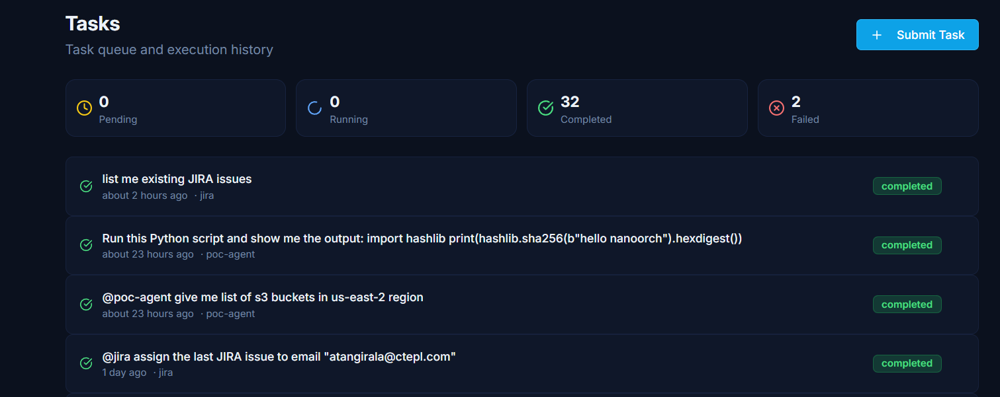 Tasks
Task queue and execution history
+ Submit Task
0
Pending
0
Running
32
Completed
2
Failed
list me existing JIRA issues
about 2 hours ago · jira
completed
Run this Python script and show me the output: import hashlib print(hashlib.sha256(b"hello nanoorch").hexdigest())
about 23 hours ago · poc-agent
completed
@poc-agent give me list of s3 buckets in us-east-2 region
about 23 hours ago · poc-agent
completed
@jira assign the last JIRA issue to email "atangirala@ctepl.com"
1 day ago · jira
completed